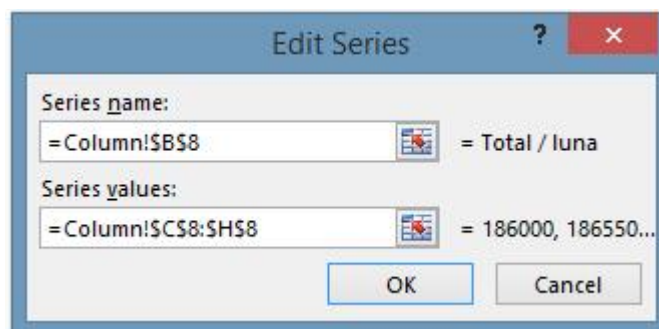 Edit Series
?
×
Series name:
=Column!$B$8 = Total / luna
Series values:
=Column!$C$8:$H$8 = 186000, 186550...
OK Cancel